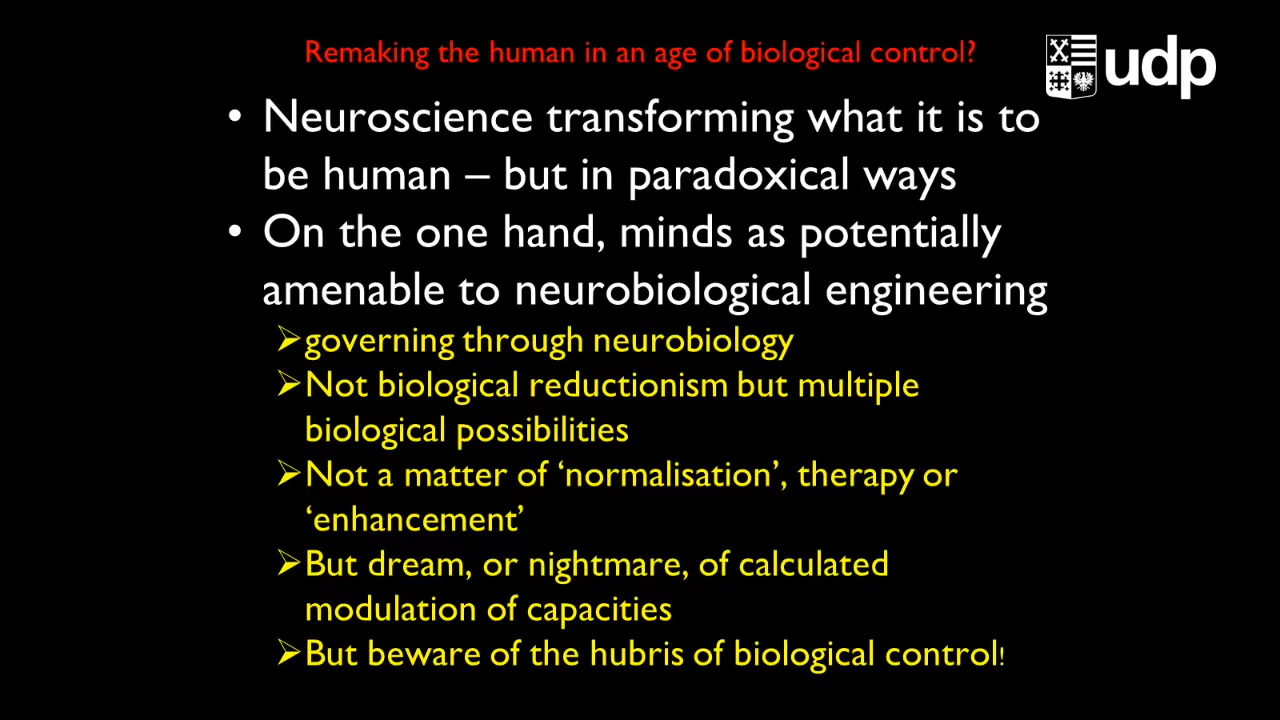 Remaking the human in an age of biological control?
udp
• Neuroscience transforming what it is to
be human – but in paradoxical ways
• On the one hand, minds as potentially
amenable to neurobiological engineering
➢governing through neurobiology
➢Not biological reductionism but multiple
biological possibilities
➢Not a matter of ‘normalisation’, therapy or
‘enhancement’
➢But dream, or nightmare, of calculated
modulation of capacities
➢But beware of the hubris of biological control!